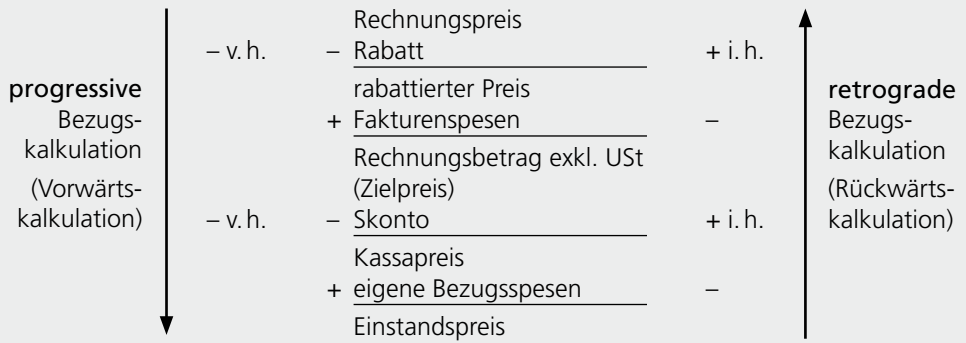 Rechnungspreis
– v. h. – Rabatt + i. h.
rabattierter Preis
+ Fakturenspesen –
Rechnungsbetrag exkl. USt
(Zielpreis)
– v. h. – Skonto + i. h.
Kassapreis
+ eigene Bezugsspesen –
Einstandspreis
progressive
Bezugs-
kalkulation
(Vorwärts-
kalkulation)
retrograde
Bezugs-
kalkulation
(Rückwärts-
kalkulation)